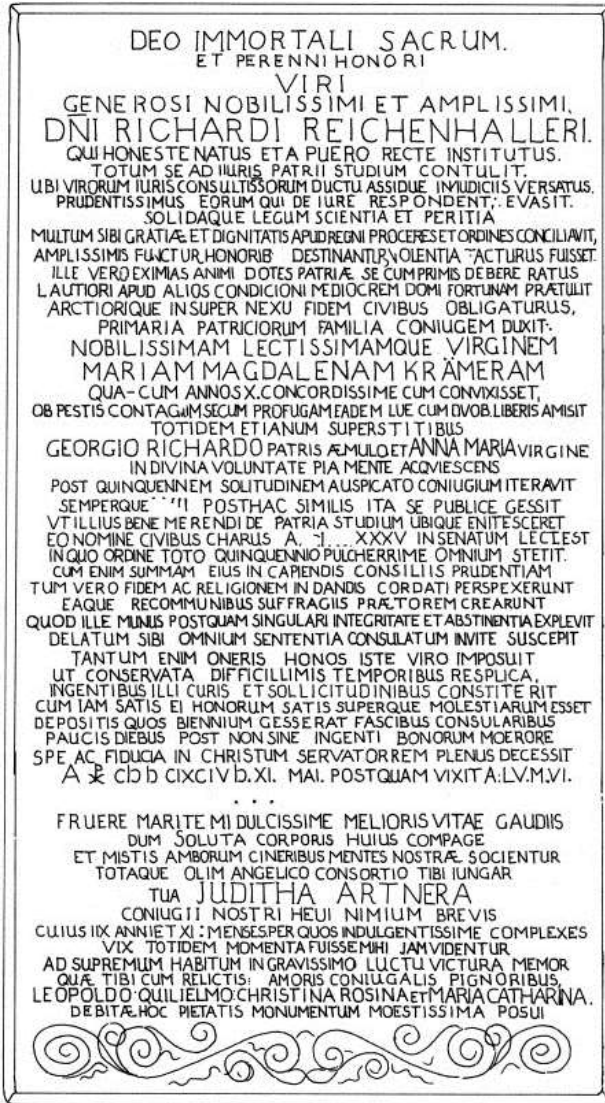 DEO IMMORTALI SACRUM.
ET PERENNI HONORI
VIRI
GENEROSI NOBILISSIMI ET AMPLISSIMI.
DN̄I RICHARDI REICHENHALLERI.
QUI HONESTE NATUS ET A PUERO RECTE INSTITUTUS.
TOTUM SE AD IIURIS PATRII STUDIUM CONTULIT.
UBI VIRORUM IURIS CONSULTISSORUM DUCTU ASSIDUE IN IUDICIIS VERSATUS.
PRUDENTISSIMUS EORUM QUI DE IURE RESPONDENT, EVASIT.
SOLIDAQUE LEGUM SCIENTIA ET PERITIA
MULTUM SIBI GRATIÆ ET DIGNITATIS APUD REGNI PROCERES ET ORDINES CONCILIAVIT,
AMPLISSIMIS FUNCTUR HONORIB DESTINANTUR VOLENTIA ACTURUS FUISSET
ILLE VERO EXIMIAS ANIMI DOTES PATRIÆ SE CUM PRIMIS DEBERE RATUS
LAUTIORI APUD ALIOS CONDICIONI MEDIOCREM DOMI FORTUNAM PRÆTULIT
ARCTIORIQUE INSUPER NEXU FIDEM CIVIBUS OBLIGATURUS,
PRIMARIA PATRICIORUM FAMILIA CONIUGEM DUXIT.
NOBILISSIMAM LECTISSIMAMQUE VIRGINEM
MARIAM MAGDALENAM KRÄMERAM
QUA-CUM ANNOS X. CONCORDISSIME CUM CONVIXISSET,
OB PESTIS CONTAGIUM SECUM PROFUGAM EADEM LUE CUM DVOB. LIBERIS AMISIT
TOTIDEM ETIANUM SUPERSTITIBUS
GEORGIO RICHARDO PATRIS ÆMULO ET ANNA MARIA VIRGINE
IN DIVINA VOLUNTATE PIA MENTE ACQVIESCENS
POST QUINQUENNEM SOLITUDINEM AUSPICATO CONIUGIUM ITERAVIT
SEMPERQUE POSTHAC SIMILIS ITA SE PUBLICE GESSIT
VT ILLIUS BENE MERENDI DE PATRIA STUDIUM UBIQUE ENITESCERET
EO NOMINE CIVIBUS CHARUS A. XXXV IN SENATUM LECT. EST
IN QUO ORDINE TOTO QUINQUENNIO PULCHERRIME OMNIUM STETIT.
CUM ENIM SUMMAM EIUS IN CAPIENDIS CONSILIIS PRUDENTIAM
TUM VERO FIDEM AC RELIGIONEM IN DANDIS CORDATI PERSPEXERUNT
EAQUE RECOMMUNIBUS SUFFRAGIIS PRÆTOREM CREARUNT
QUOD ILLE MUNUS POSTQUAM SINGULARI INTEGRITATE ET ABSTINENTIA EXPLEVIT
DELATUM SIBI OMNIUM SENTENTIA CONSULATUM INVITE SUSCEPIT
TANTUM ENIM ONERIS HONOS ISTE VIRO IMPOSUIT
UT CONSERVATA DIFFICILLIMIS TEMPORIBUS RESPLICA,
INGENTIBUS ILLI CURIS ET SOLLICITUDINIBUS CONSTITERIT
CUM IAM SATIS EI HONORUM SATIS SUPERQUE MOLESTIARUM ESSET
DEPOSITIS QUOS BIENNIUM GESSERAT FASCIBUS CONSULARIBUS
PAUCIS DIEBUS POST NON SINE INGENTI BONORUM MOERORE
SPE AC FIDUCIA IN CHRISTUM SERVATORREM PLENUS DECESSIT
A ☧ CIXCIVb.XI. MAI. POSTQUAM VIXIT A: LV. M. VI.
...
FRUERE MARITE MI DULCISSIME MELIORIS VITAE GAUDIIS
DUM SOLUTA CORPORIS HUIUS COMPAGE
ET MISTIS AMBORUM CINERIBUS MENTES NOSTRÆ SOCIENTUR
TOTAQUE OLIM ANGELICO CONSORTIO TIBI IUNGAR
TUA JUDITHA ARTNERA
CONIUGII NOSTRI HEUI NIMIUM BREVIS
CUIUS IIX ANNI ET XI: MENSES. PER QUOS INDULGENTISSIME COMPLEXES
VIX TOTIDEM MOMENTA FUISSE MIHI JAM VIDENTUR
AD SUPREMUM HABITUM IN GRAVISSIMO LUCTU VICTURA MEMOR
QUÆ TIBI CUM RELICTIS: AMORIS CONIUGALIS PIGNORIBUS,
LEOPOLDO: QUILIELMO: CHRISTINA ROSINA ET MARIA CATHARINA.
DEBITÆ HOC PIETATIS MONUMENTUM MOESTISSIMA POSUI